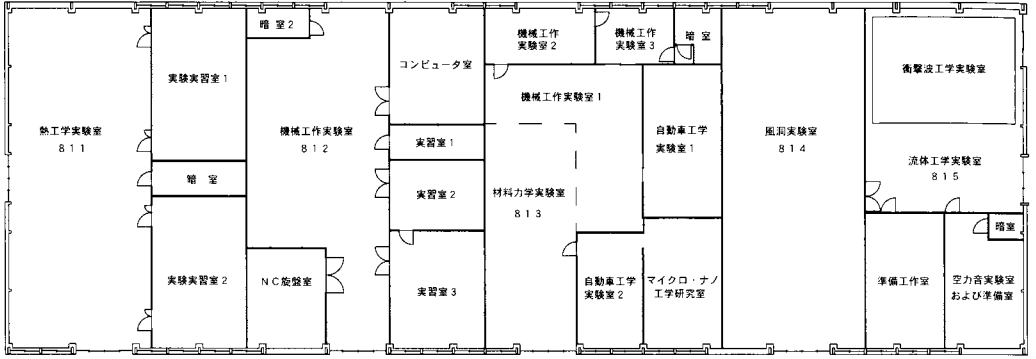 熱工学実験室
811
実験実習室1
暗 室
実験実習室2
暗 室2
機械工作実験室
812
NC旋盤室
コンピュータ室
実習室1
実習室2
実習室3
機械工作
実験室2
機械工作
実験室3
暗 室
機械工作実験室1
材料力学実験室
813
自動車工学
実験室1
自動車工学
実験室2
マイクロ・ナノ
工学研究室
風洞実験室
814
衝撃波工学実験室
流体工学実験室
815
準備工作室
暗室
空力音実験室
および準備室